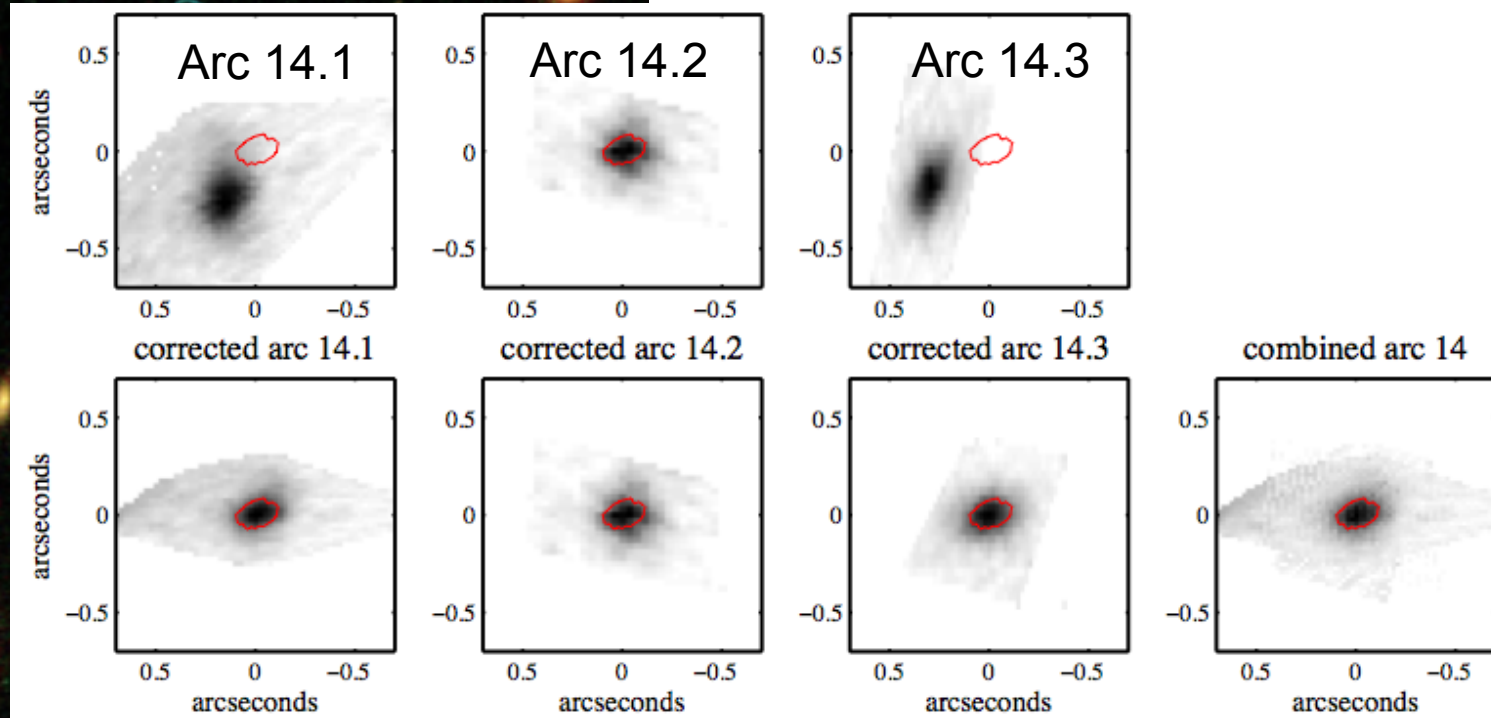 Arc 14.1 Arc 14.2 Arc 14.3
arcseconds
0.5 0.5 0.5
0 0 0
−0.5 −0.5 −0.5
0.5 0 −0.5 0.5 0 −0.5 0.5 0 −0.5
corrected arc 14.1 corrected arc 14.2 corrected arc 14.3 combined arc 14
arcseconds
0.5 0.5 0.5 0.5
0 0 0 0
−0.5 −0.5 −0.5 −0.5
0.5 0 −0.5 0.5 0 −0.5 0.5 0 −0.5 0.5 0 −0.5
arcseconds arcseconds arcseconds arcseconds